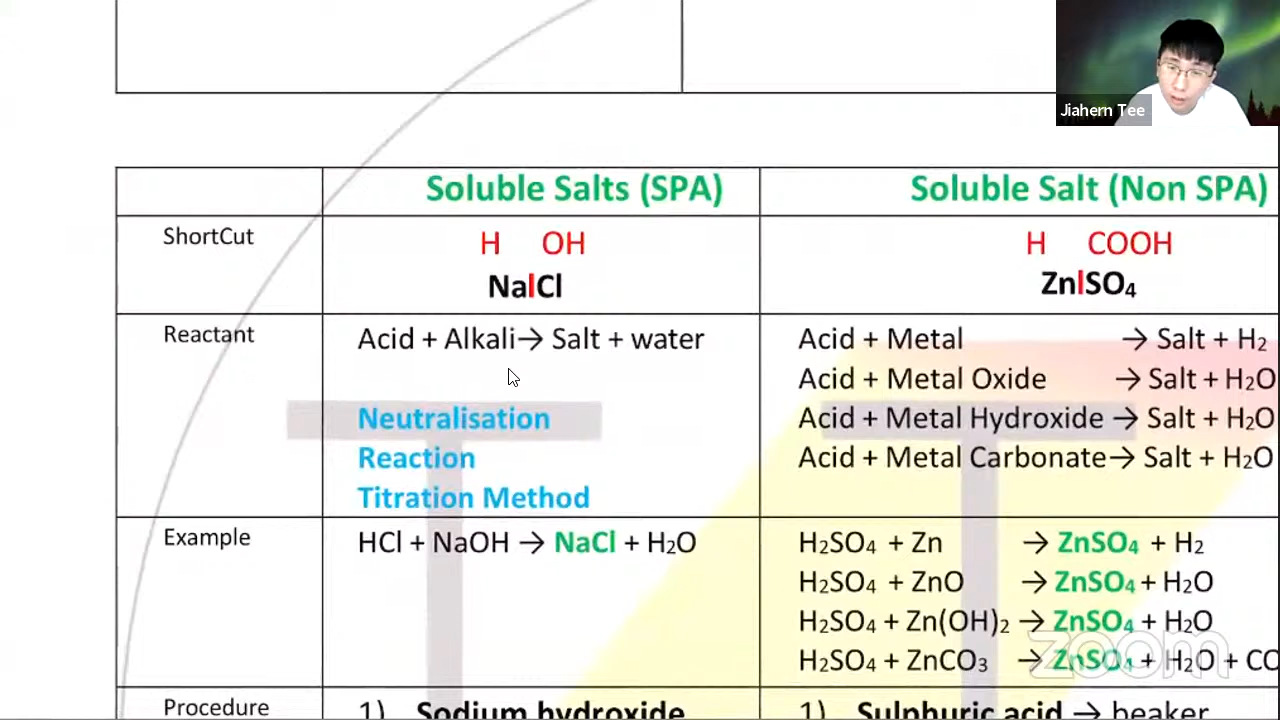 Jiahern Tee
Soluble Salts (SPA)
Soluble Salt (Non SPA)
ShortCut
H OH
NalCl
H COOH
ZnlSO₄
Reactant
Acid + Alkali→ Salt + water
Neutralisation
Reaction
Titration Method
Acid + Metal → Salt + H₂
Acid + Metal Oxide → Salt + H₂O
Acid + Metal Hydroxide → Salt + H₂O
Acid + Metal Carbonate→ Salt + H₂O
Example
HCl + NaOH → NaCl + H₂O
H₂SO₄ + Zn → ZnSO₄ + H₂
H₂SO₄ + ZnO → ZnSO₄ + H₂O
H₂SO₄ + Zn(OH)₂ → ZnSO₄ + H₂O
H₂SO₄ + ZnCO₃ → ZnSO₄ + H₂O + CO
zoom
Procedure
1) Sodium hydroxide
1) Sulphuric acid → beaker